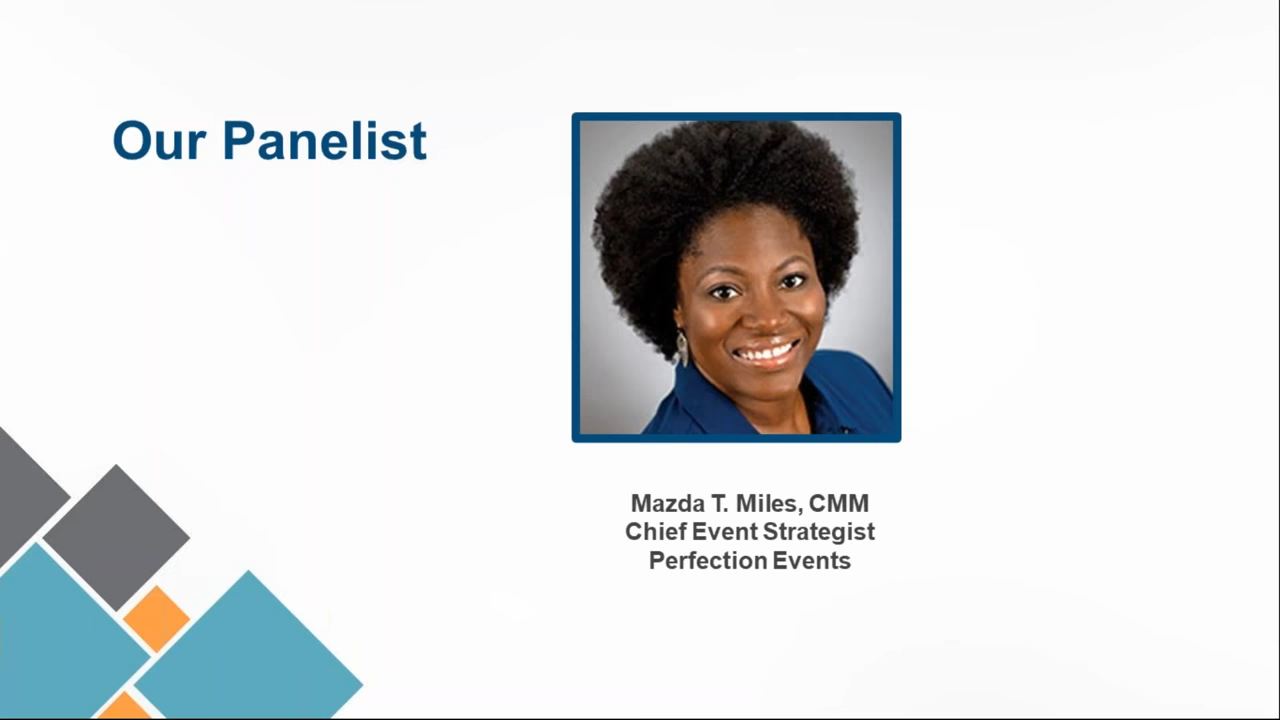 Our Panelist
Mazda T. Miles, CMM
Chief Event Strategist
Perfection Events